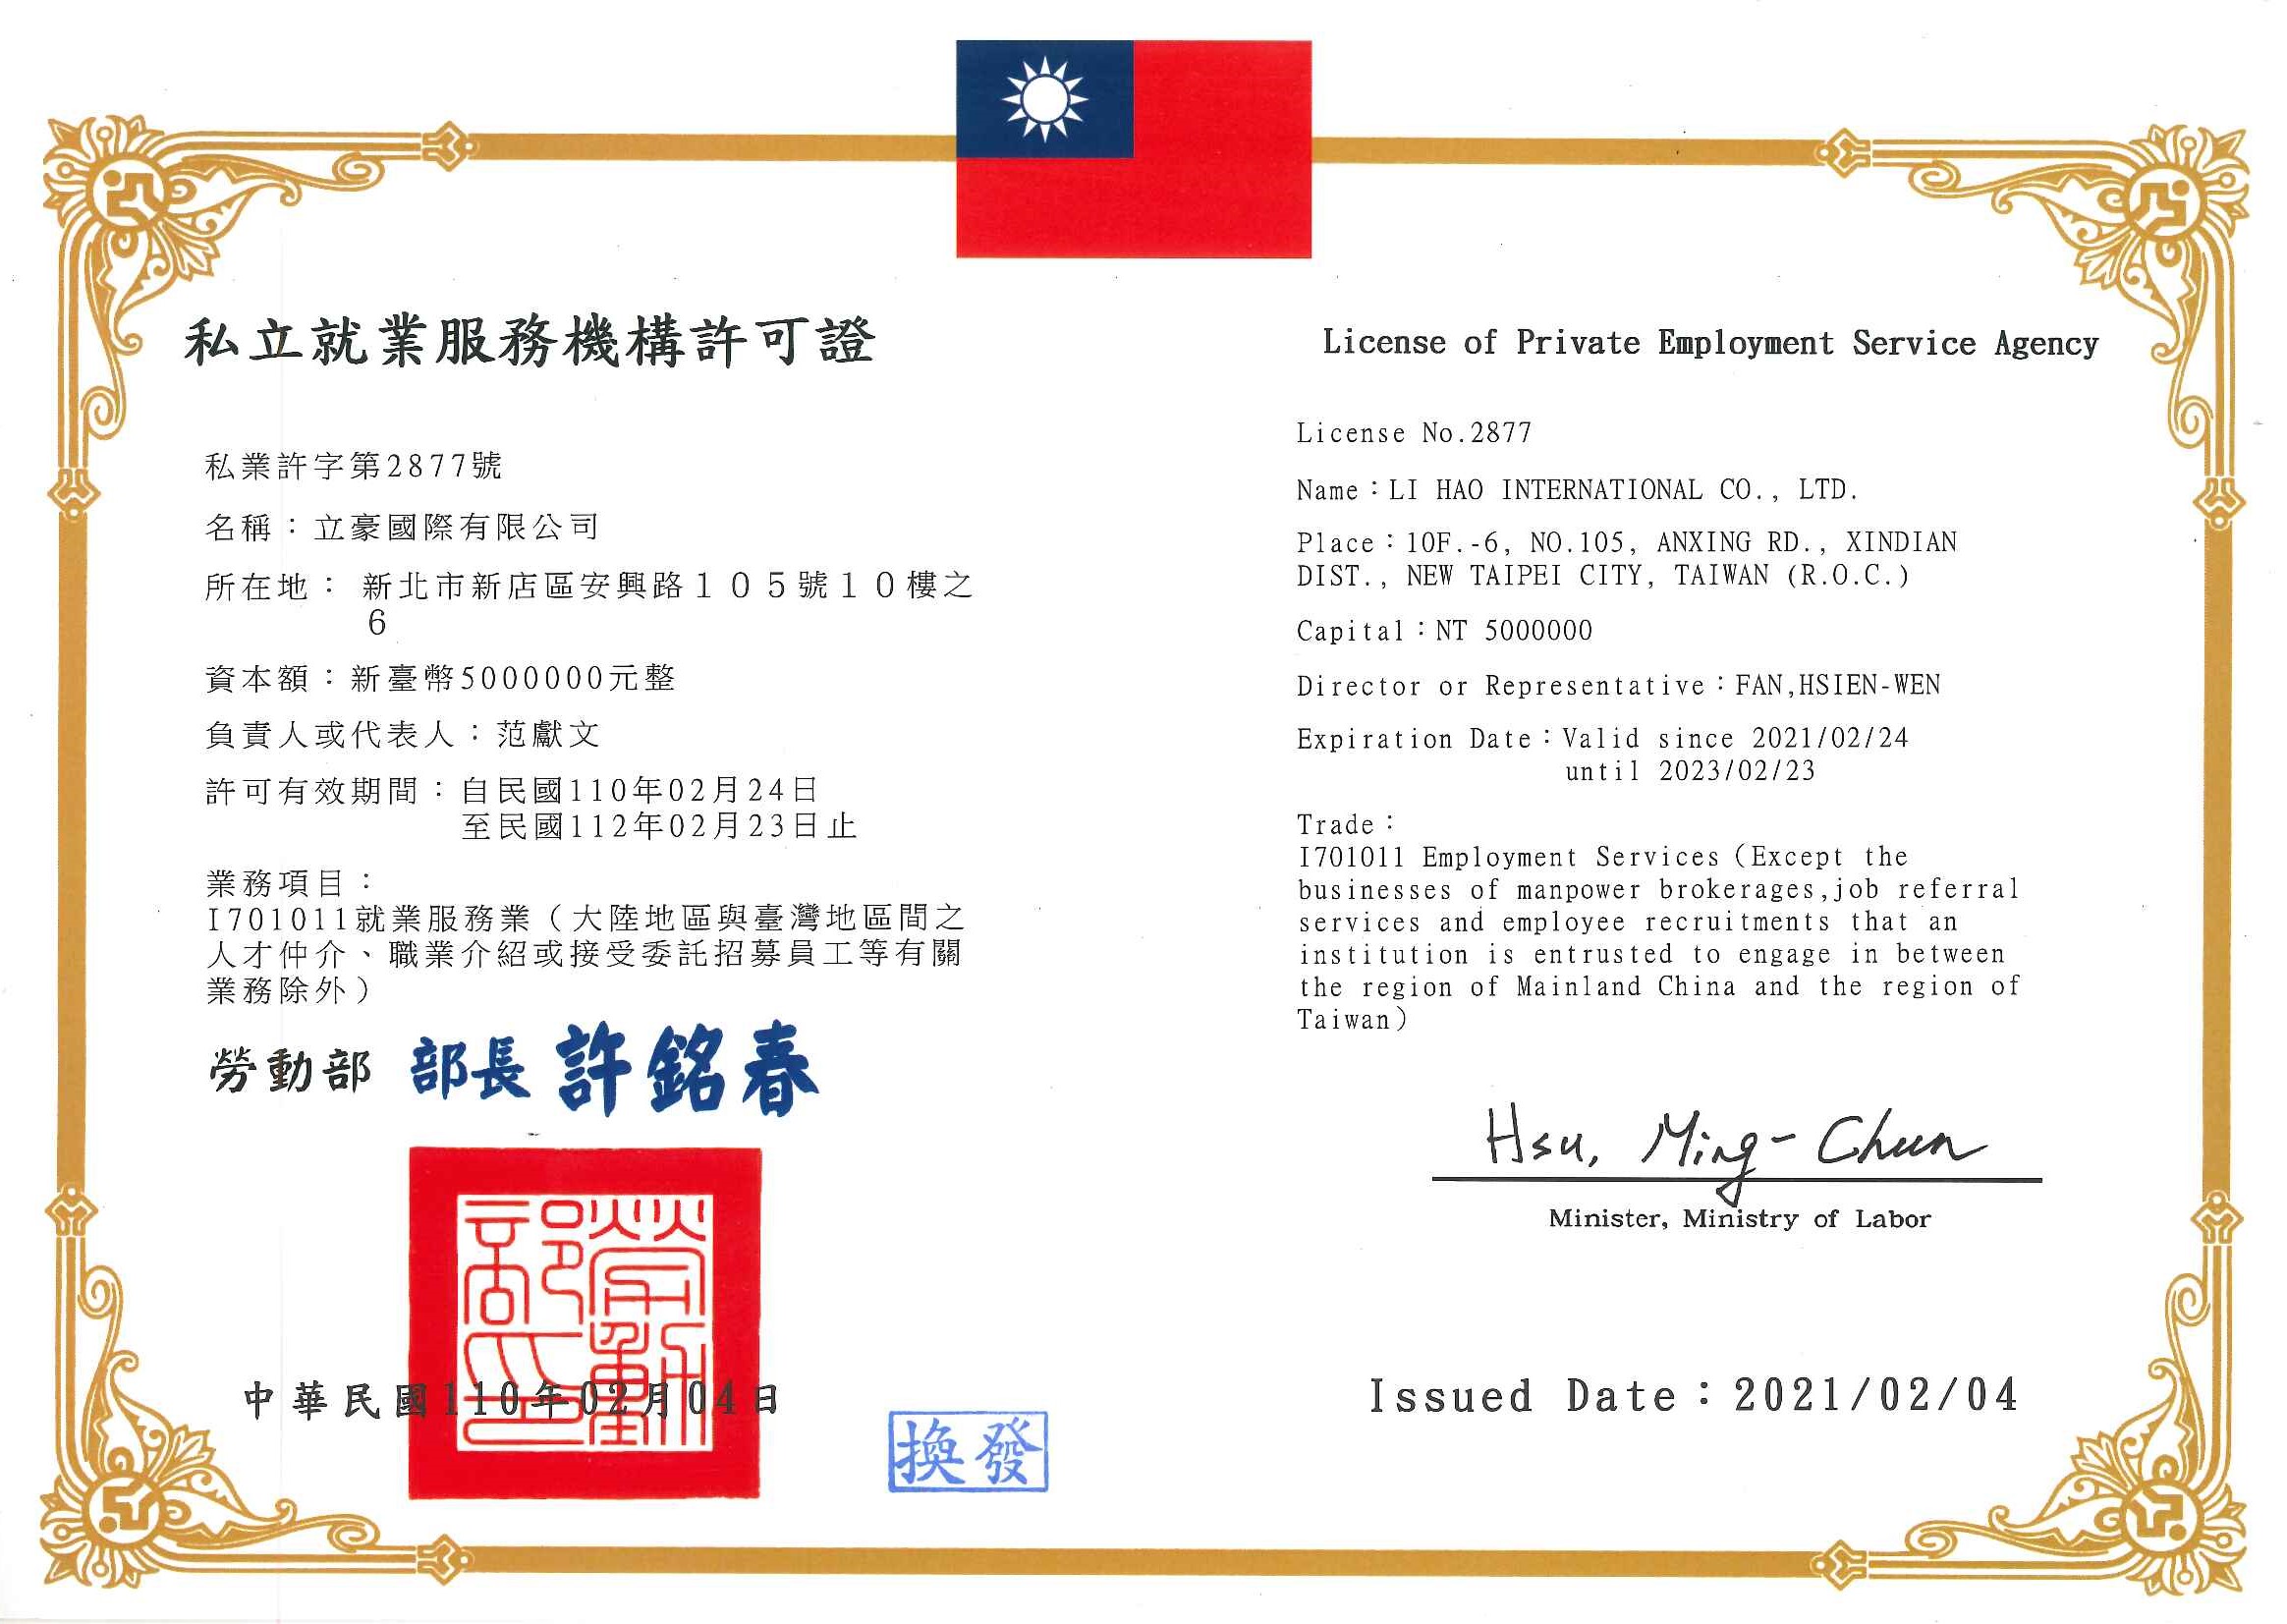 私立就業服務機構許可證
私業許字第2877號
名稱：立豪國際有限公司
所在地： 新北市新店區安興路１０５號１０樓之
6
資本額：新臺幣5000000元整
負責人或代表人：范獻文
許可有效期間：自民國110年02月24日
至民國112年02月23日止
業務項目：
I701011就業服務業（大陸地區與臺灣地區間之
人才仲介、職業介紹或接受委託招募員工等有關
業務除外）
勞動部 部長 許銘春
勞動部印
中華民國110年02月04日
換發
License of Private Employment Service Agency
License No.2877
Name：LI HAO INTERNATIONAL CO., LTD.
Place：10F.-6, NO.105, ANXING RD., XINDIAN
DIST., NEW TAIPEI CITY, TAIWAN (R.O.C.)
Capital：NT 5000000
Director or Representative：FAN,HSIEN-WEN
Expiration Date：Valid since 2021/02/24
until 2023/02/23
Trade：
I701011 Employment Services（Except the
businesses of manpower brokerages,job referral
services and employee recruitments that an
institution is entrusted to engage in between
the region of Mainland China and the region of
Taiwan）
Hsu, Ming-Chun
Minister, Ministry of Labor
Issued Date：2021/02/04